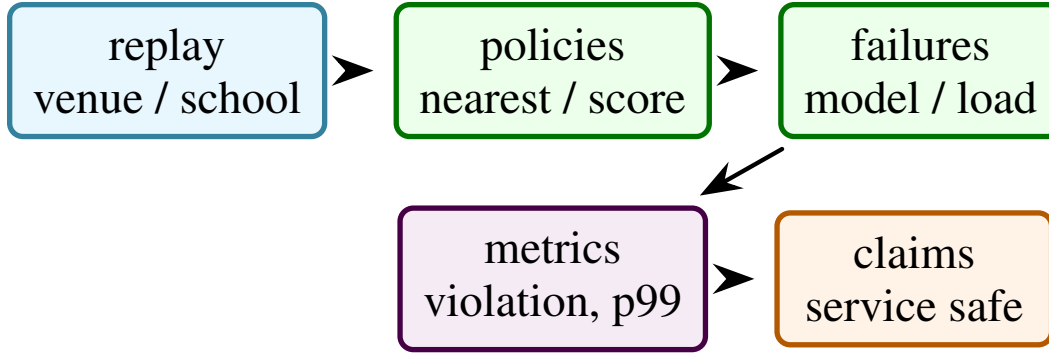 replay
venue / school
policies
nearest / score
failures
model / load
metrics
violation, p99
claims
service safe